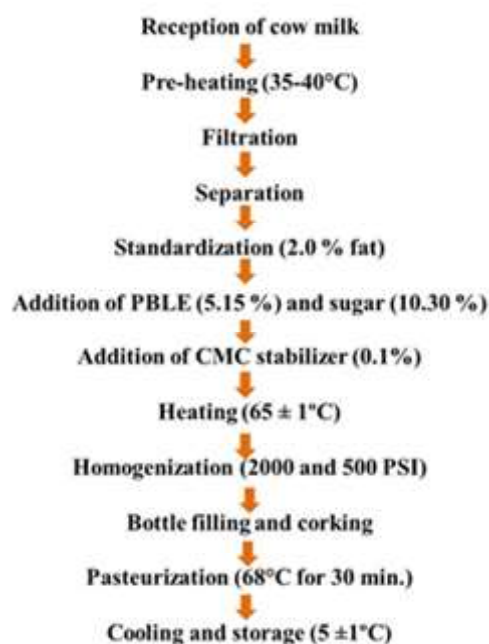 Reception of cow milk
Pre-heating (35-40°C)
Filtration
Separation
Standardization (2.0 % fat)
Addition of PBLE (5.15 %) and sugar (10.30 %)
Addition of CMC stabilizer (0.1%)
Heating (65 ± 1°C)
Homogenization (2000 and 500 PSI)
Bottle filling and corking
Pasteurization (68°C for 30 min.)
Cooling and storage (5 ±1°C)